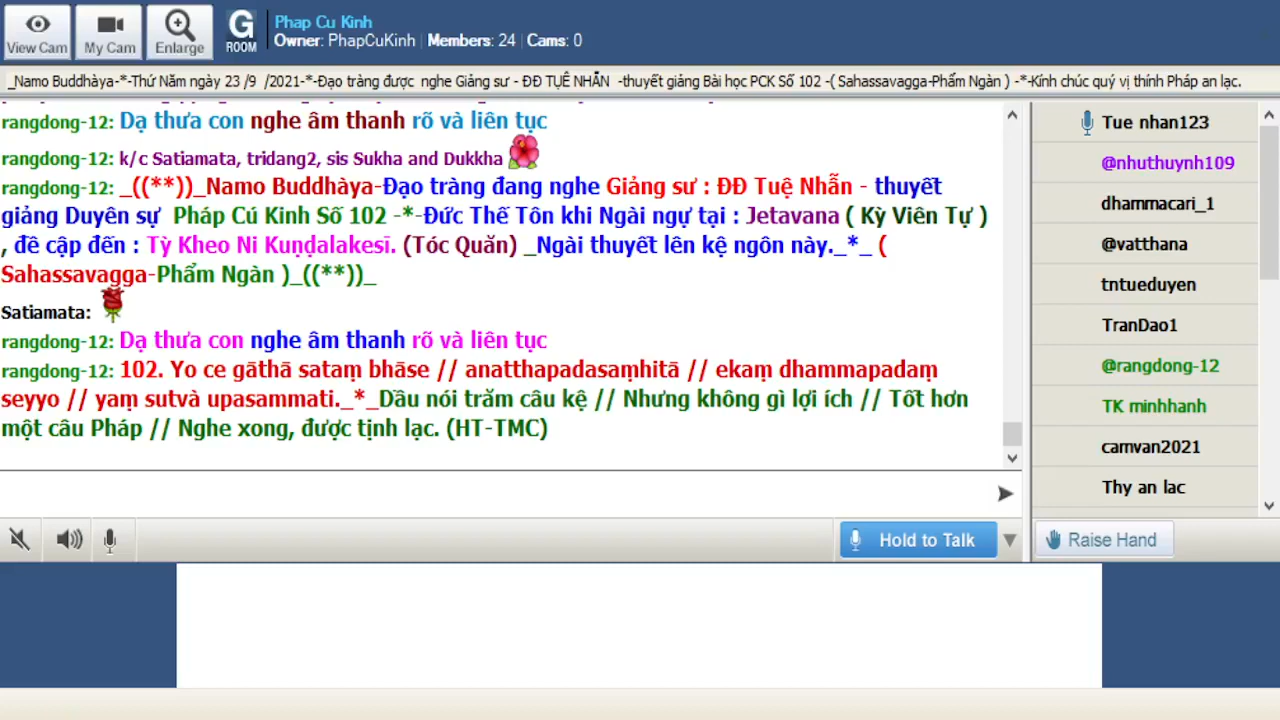 View Cam
My Cam
Enlarge
G
ROOM
Phap Cu Kinh
Owner: PhapCuKinh | Members: 24 | Cams: 0
_Namo Buddhàya-*-Thứ Năm ngày 23 /9 /2021-*-Đạo tràng được nghe Giảng sư - ĐĐ TUỆ NHẪN -thuyết giảng Bài học PCK Số 102 -( Sahassavagga-Phẩm Ngàn ) -*-Kính chúc quý vị thính Pháp an lạc.
rangdong-12: Dạ thưa con nghe âm thanh rõ và liên tục
rangdong-12: k/c Satiamata, tridang2, sis Sukha and Dukkha
rangdong-12: _((**))_Namo Buddhàya-Đạo tràng đang nghe Giảng sư : ĐĐ Tuệ Nhẫn - thuyết
giảng Duyên sự Pháp Cú Kinh Số 102 -*-Đức Thế Tôn khi Ngài ngự tại : Jetavana ( Kỳ Viên Tự )
, đề cập đến : Tỳ Kheo Ni Kuṇḍalakesī. (Tóc Quăn) _Ngài thuyết lên kệ ngôn này._*_ (
Sahassavagga-Phẩm Ngàn )_((**))_
Satiamata:
rangdong-12: Dạ thưa con nghe âm thanh rõ và liên tục
rangdong-12: 102. Yo ce gāthā sataṃ bhāse // anatthapadasaṃhitā // ekaṃ dhammapadaṃ
seyyo // yaṃ sutvà upasammati._*_Dầu nói trăm câu kệ // Nhưng không gì lợi ích // Tốt hơn
một câu Pháp // Nghe xong, được tịnh lạc. (HT-TMC)
Tue nhan123
@nhuthuynh109
dhammacari_1
@vatthana
tntueduyen
TranDao1
@rangdong-12
TK minhhanh
camvan2021
Thy an lac
Hold to Talk
Raise Hand